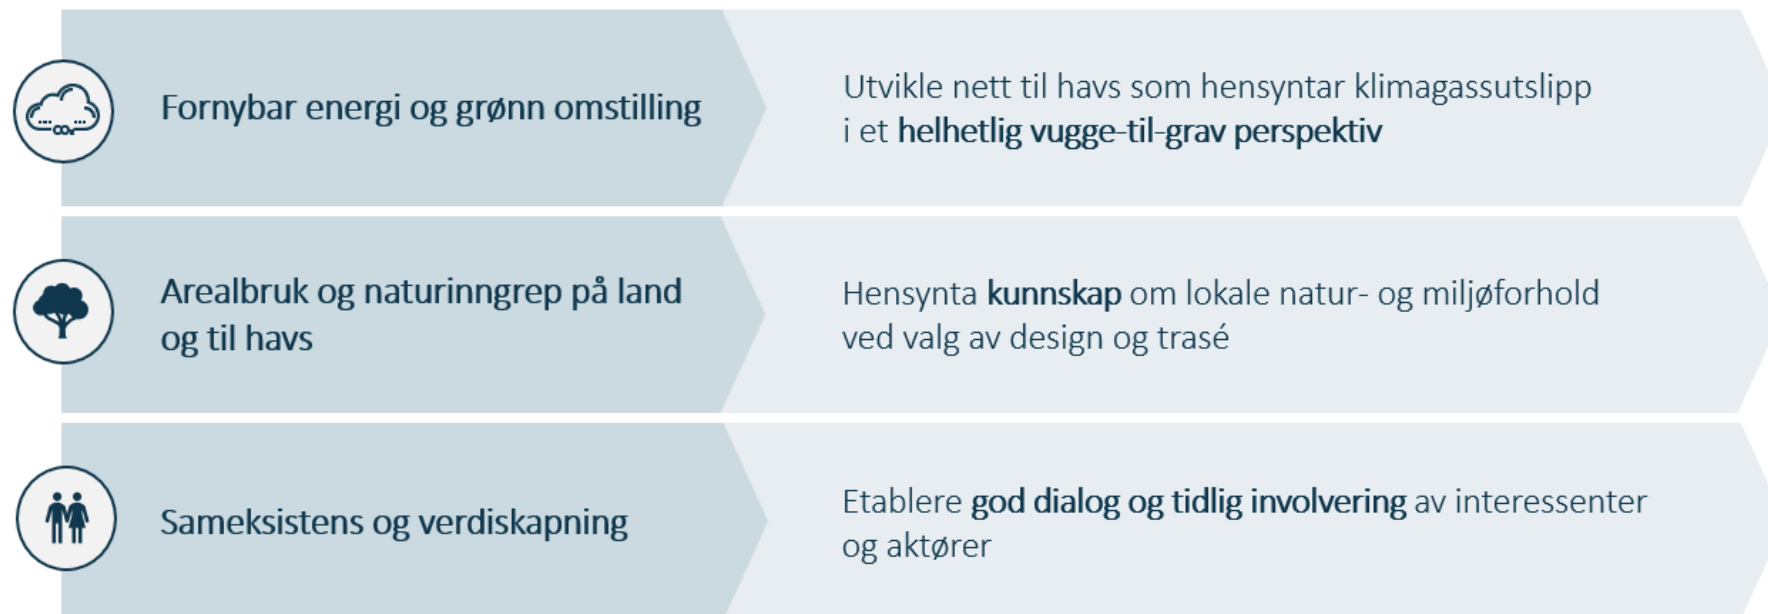 Fornybar energi og grønn omstilling
Utvikle nett til havs som hensyntar klimagassutslipp
i et helhetlig vugge-til-grav perspektiv
Arealbruk og naturinngrep på land
og til havs
Hensynta kunnskap om lokale natur- og miljøforhold
ved valg av design og trasé
Sameksistens og verdiskapning
Etablere god dialog og tidlig involvering av interessenter
og aktører